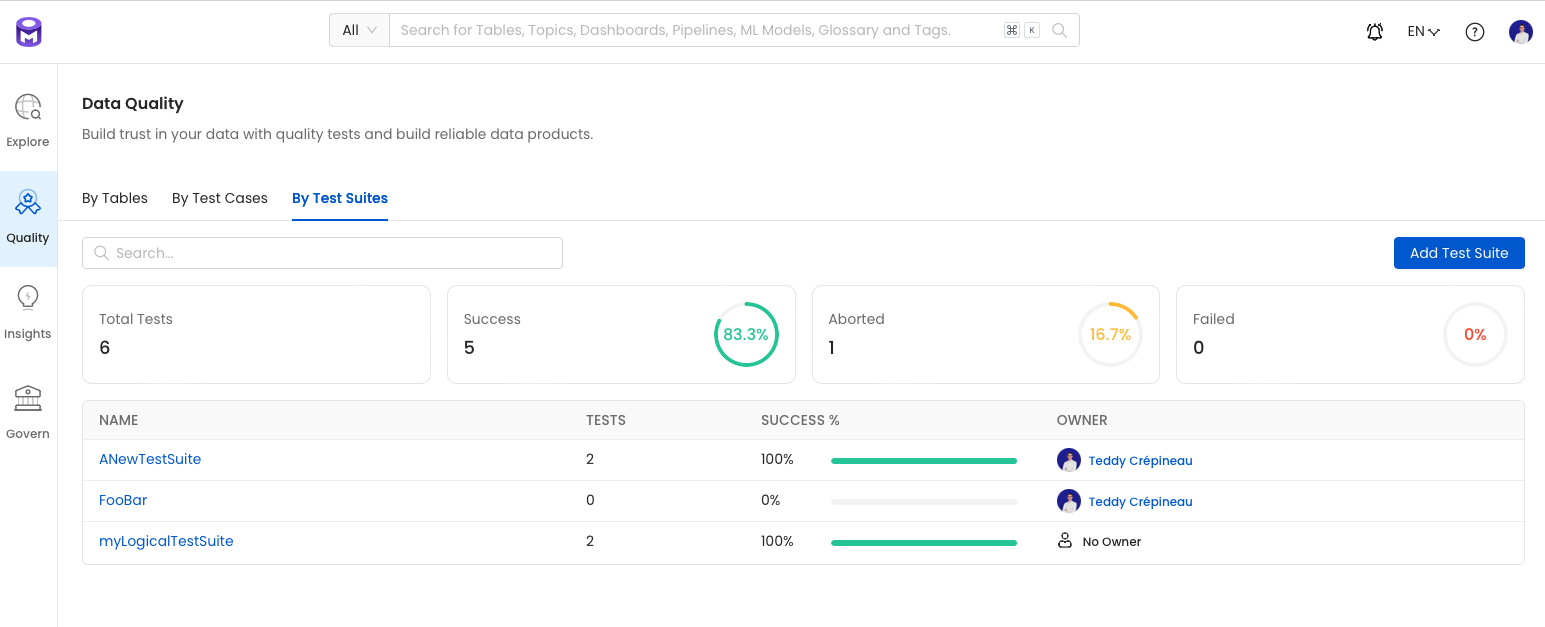 All Search for Tables, Topics, Dashboards, Pipelines, ML Models, Glossary and Tags. ⌘ K EN ?
Explore
Quality
Insights
Govern
Data Quality
Build trust in your data with quality tests and build reliable data products.
By Tables By Test Cases By Test Suites
Search... Add Test Suite
Total Tests
6
Success
5
83.3%
Aborted
1
16.7%
Failed
0
0%
NAME TESTS SUCCESS % OWNER
ANewTestSuite 2 100% Teddy Crépineau
FooBar 0 0% Teddy Crépineau
myLogicalTestSuite 2 100% No Owner